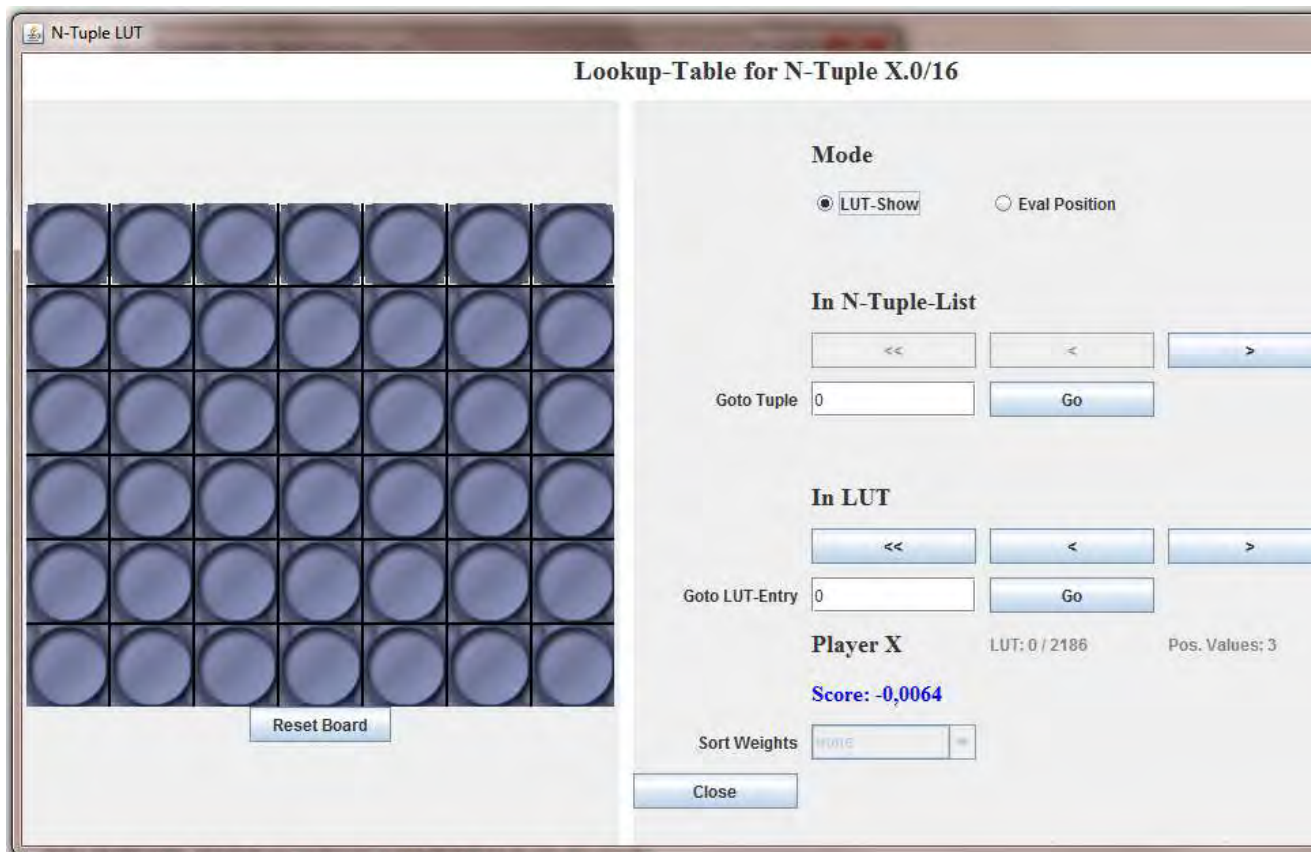 N-Tuple LUT
Lookup-Table for N-Tuple X.0/16
Mode
LUT-Show Eval Position
In N-Tuple-List
<< < >
Goto Tuple 0 Go
In LUT
<< < >
Goto LUT-Entry 0 Go
Player X LUT: 0 / 2186 Pos. Values: 3
Score: -0,0064
Reset Board
Sort Weights none
Close